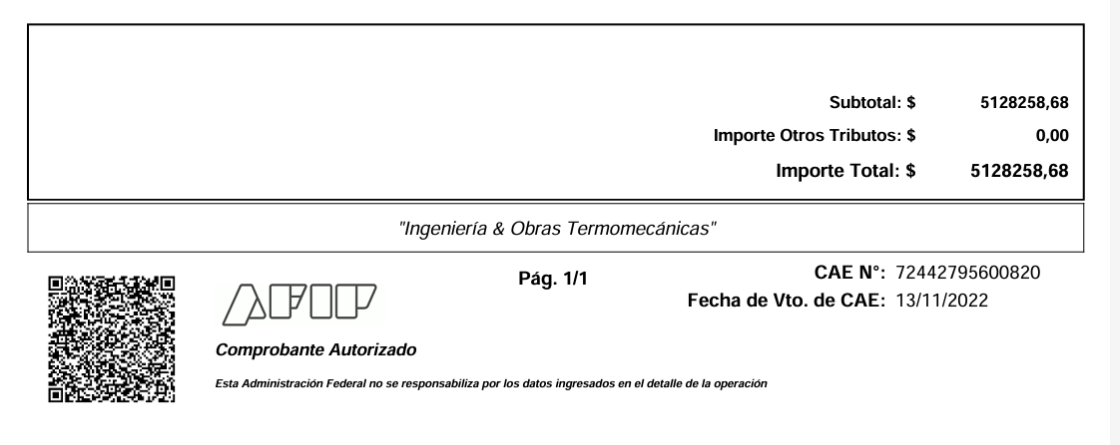 Subtotal: $ 5128258,68
Importe Otros Tributos: $ 0,00
Importe Total: $ 5128258,68
"Ingeniería & Obras Termomecánicas"
Pág. 1/1
CAE N°: 72442795600820
Fecha de Vto. de CAE: 13/11/2022
AFIP
Comprobante Autorizado
Esta Administración Federal no se responsabiliza por los datos ingresados en el detalle de la operación